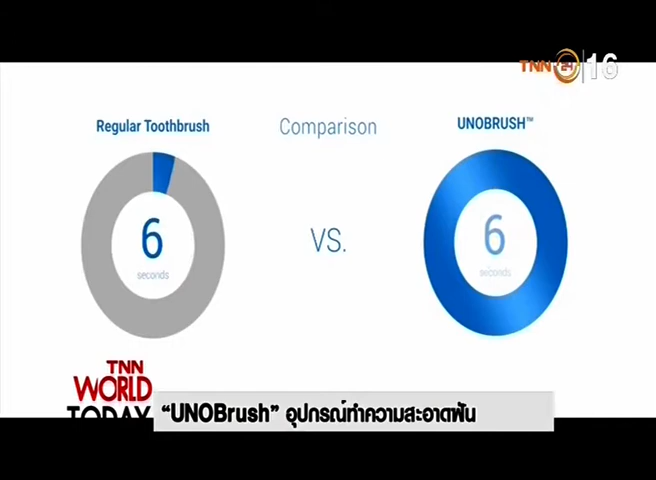 TNN 24 16
Regular Toothbrush
Comparison
UNOBRUSH™
6
seconds
VS.
6
seconds
TNN
WORLD
TODAY
“UNOBrush” อุปกรณ์ทำความสะอาดฟัน